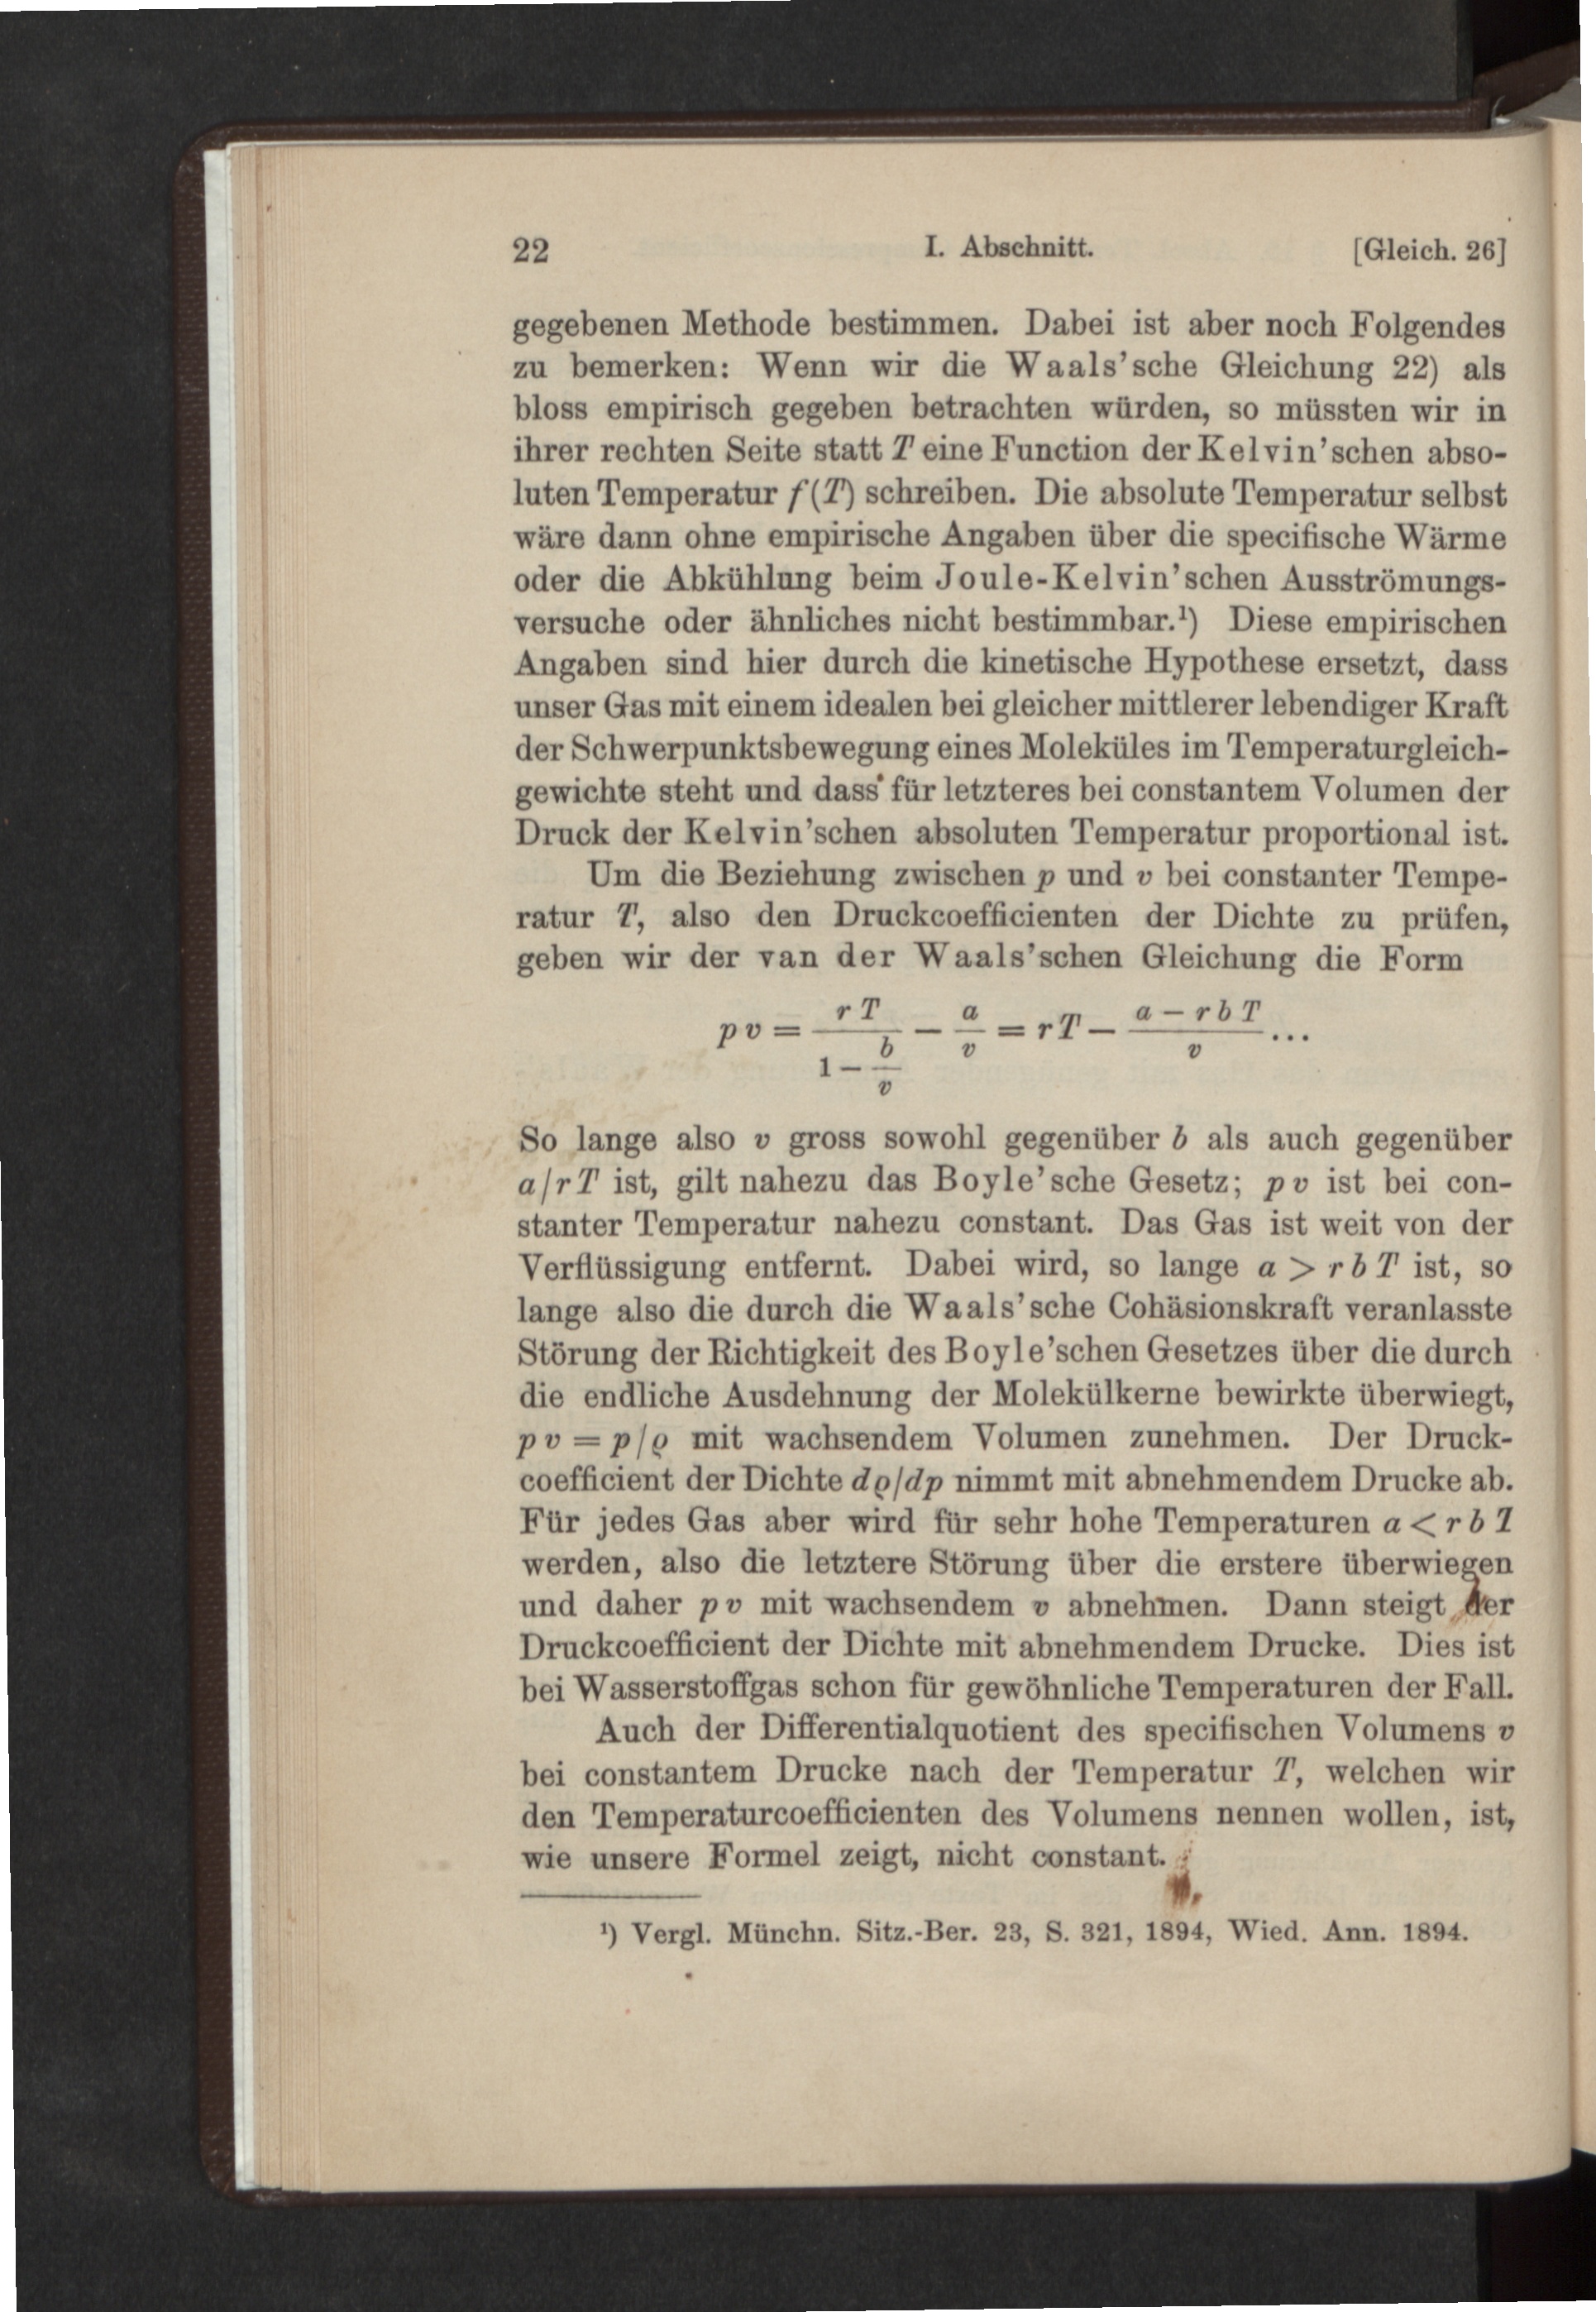 22 I. Abschnitt. [Gleich. 26]
gegebenen Methode bestimmen. Dabei ist aber noch Folgendes
zu bemerken: Wenn wir die Waals'sche Gleichung 22) als
bloss empirisch gegeben betrachten würden, so müssten wir in
ihrer rechten Seite statt T eine Function der Kelvin'schen abso-
luten Temperatur f(T) schreiben. Die absolute Temperatur selbst
wäre dann ohne empirische Angaben über die specifische Wärme
oder die Abkühlung beim Joule-Kelvin'schen Ausströmungs-
versuche oder ähnliches nicht bestimmbar.¹) Diese empirischen
Angaben sind hier durch die kinetische Hypothese ersetzt, dass
unser Gas mit einem idealen bei gleicher mittlerer lebendiger Kraft
der Schwerpunktsbewegung eines Moleküles im Temperaturgleich-
gewichte steht und dass für letzteres bei constantem Volumen der
Druck der Kelvin'schen absoluten Temperatur proportional ist.
Um die Beziehung zwischen p und v bei constanter Tempe-
ratur T, also den Druckcoefficienten der Dichte zu prüfen,
geben wir der van der Waals'schen Gleichung die Form
p v = r T / (1 − b/v) − a/v = r T − (a − r b T)/v ...
So lange also v gross sowohl gegenüber b als auch gegenüber
a/r T ist, gilt nahezu das Boyle'sche Gesetz; p v ist bei con-
stanter Temperatur nahezu constant. Das Gas ist weit von der
Verflüssigung entfernt. Dabei wird, so lange a > r b T ist, so
lange also die durch die Waals'sche Cohäsionskraft veranlasste
Störung der Richtigkeit des Boyle'schen Gesetzes über die durch
die endliche Ausdehnung der Molekülkerne bewirkte überwiegt,
p v = p/ϱ mit wachsendem Volumen zunehmen. Der Druck-
coefficient der Dichte dϱ/dp nimmt mit abnehmendem Drucke ab.
Für jedes Gas aber wird für sehr hohe Temperaturen a < r b T
werden, also die letztere Störung über die erstere überwiegen
und daher p v mit wachsendem v abnehmen. Dann steigt der
Druckcoefficient der Dichte mit abnehmendem Drucke. Dies ist
bei Wasserstoffgas schon für gewöhnliche Temperaturen der Fall.
Auch der Differentialquotient des specifischen Volumens v
bei constantem Drucke nach der Temperatur T, welchen wir
den Temperaturcoefficienten des Volumens nennen wollen, ist,
wie unsere Formel zeigt, nicht constant.
¹) Vergl. Münchn. Sitz.-Ber. 23, S. 321, 1894, Wied. Ann. 1894.